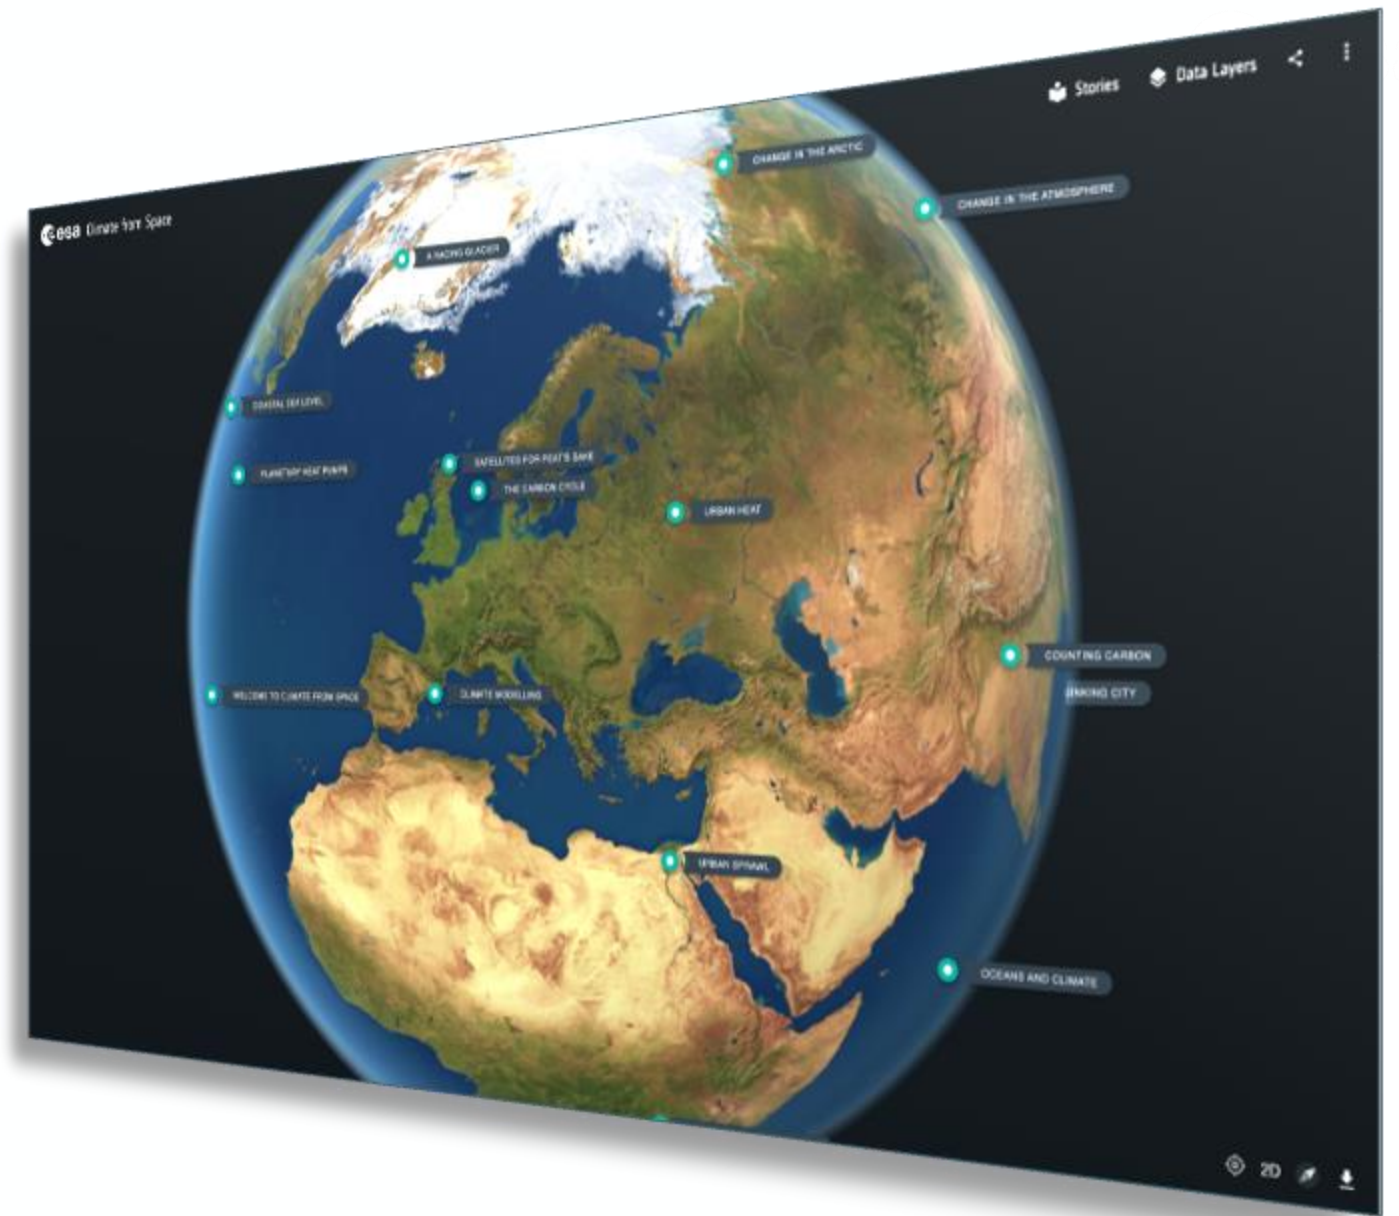 Stories
Data Layers
esa Climate from Space
CHANGE IN THE ARCTIC
CHANGE IN THE ATMOSPHERE
A RACING GLACIER
COASTAL SEA LEVEL
PLANETARY HEAT PUMPS
SATELLITES FOR PEAT'S SAKE
THE CARBON CYCLE
URBAN HEAT
COUNTING CARBON
INKING CITY
WELCOME TO CLIMATE FROM SPACE
CLIMATE MODELLING
URBAN SPRAWL
OCEANS AND CLIMATE
2D